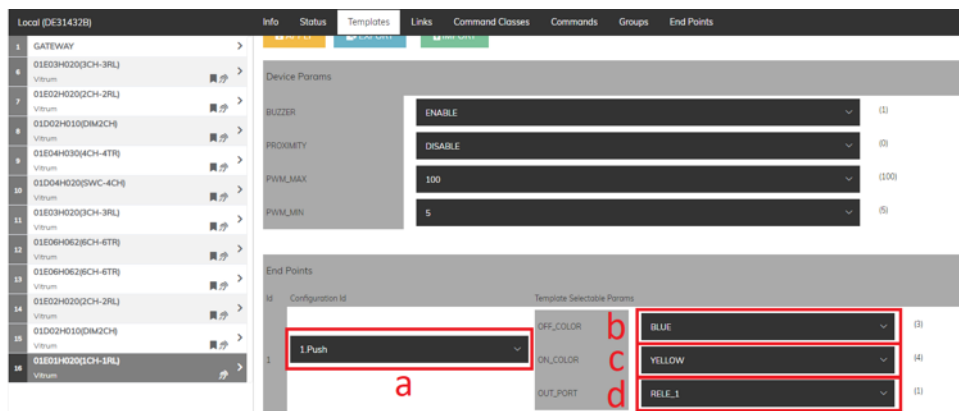 Local (DE31432B)
Info Status Templates Links Command Classes Commands Groups End Points
1 GATEWAY
6 01E03H020(3CH-3RL)
Vitrum
7 01E02H020(2CH-2RL)
Vitrum
8 01D02H010(DIM2CH)
Vitrum
9 01E04H030(4CH-4TR)
Vitrum
10 01D04H020(SWC-4CH)
Vitrum
11 01E03H020(3CH-3RL)
Vitrum
12 01E06H062(6CH-6TR)
Vitrum
13 01E06H062(6CH-6TR)
Vitrum
14 01E02H020(2CH-2RL)
Vitrum
15 01D02H010(DIM2CH)
Vitrum
16 01E01H020(1CH-1RL)
Vitrum
APPLY EXPORT IMPORT
Device Params
BUZZER ENABLE (1)
PROXIMITY DISABLE (0)
PWM_MAX 100 (100)
PWM_MIN 5 (5)
End Points
Id Configuration Id Template Selectable Params
1 1.Push
a
OFF_COLOR b BLUE (3)
ON_COLOR c YELLOW (4)
OUT_PORT d RELE_1 (1)